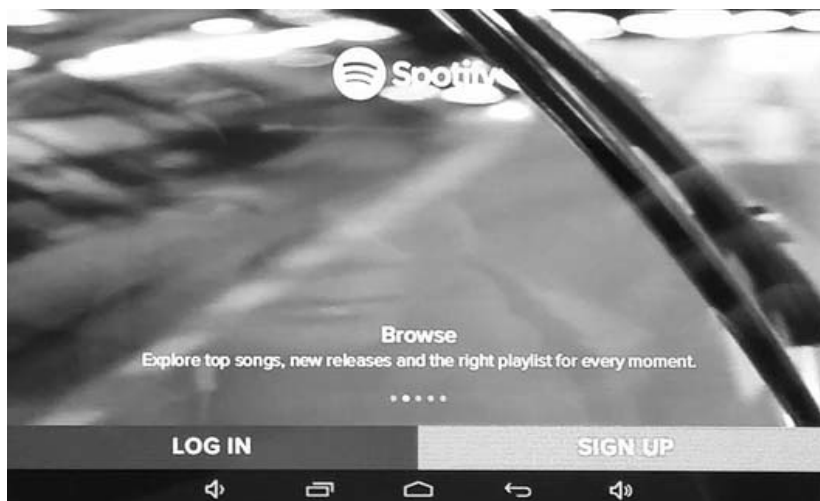 Spotify
Browse
Explore top songs, new releases and the right playlist for every moment.
LOG IN
SIGN UP